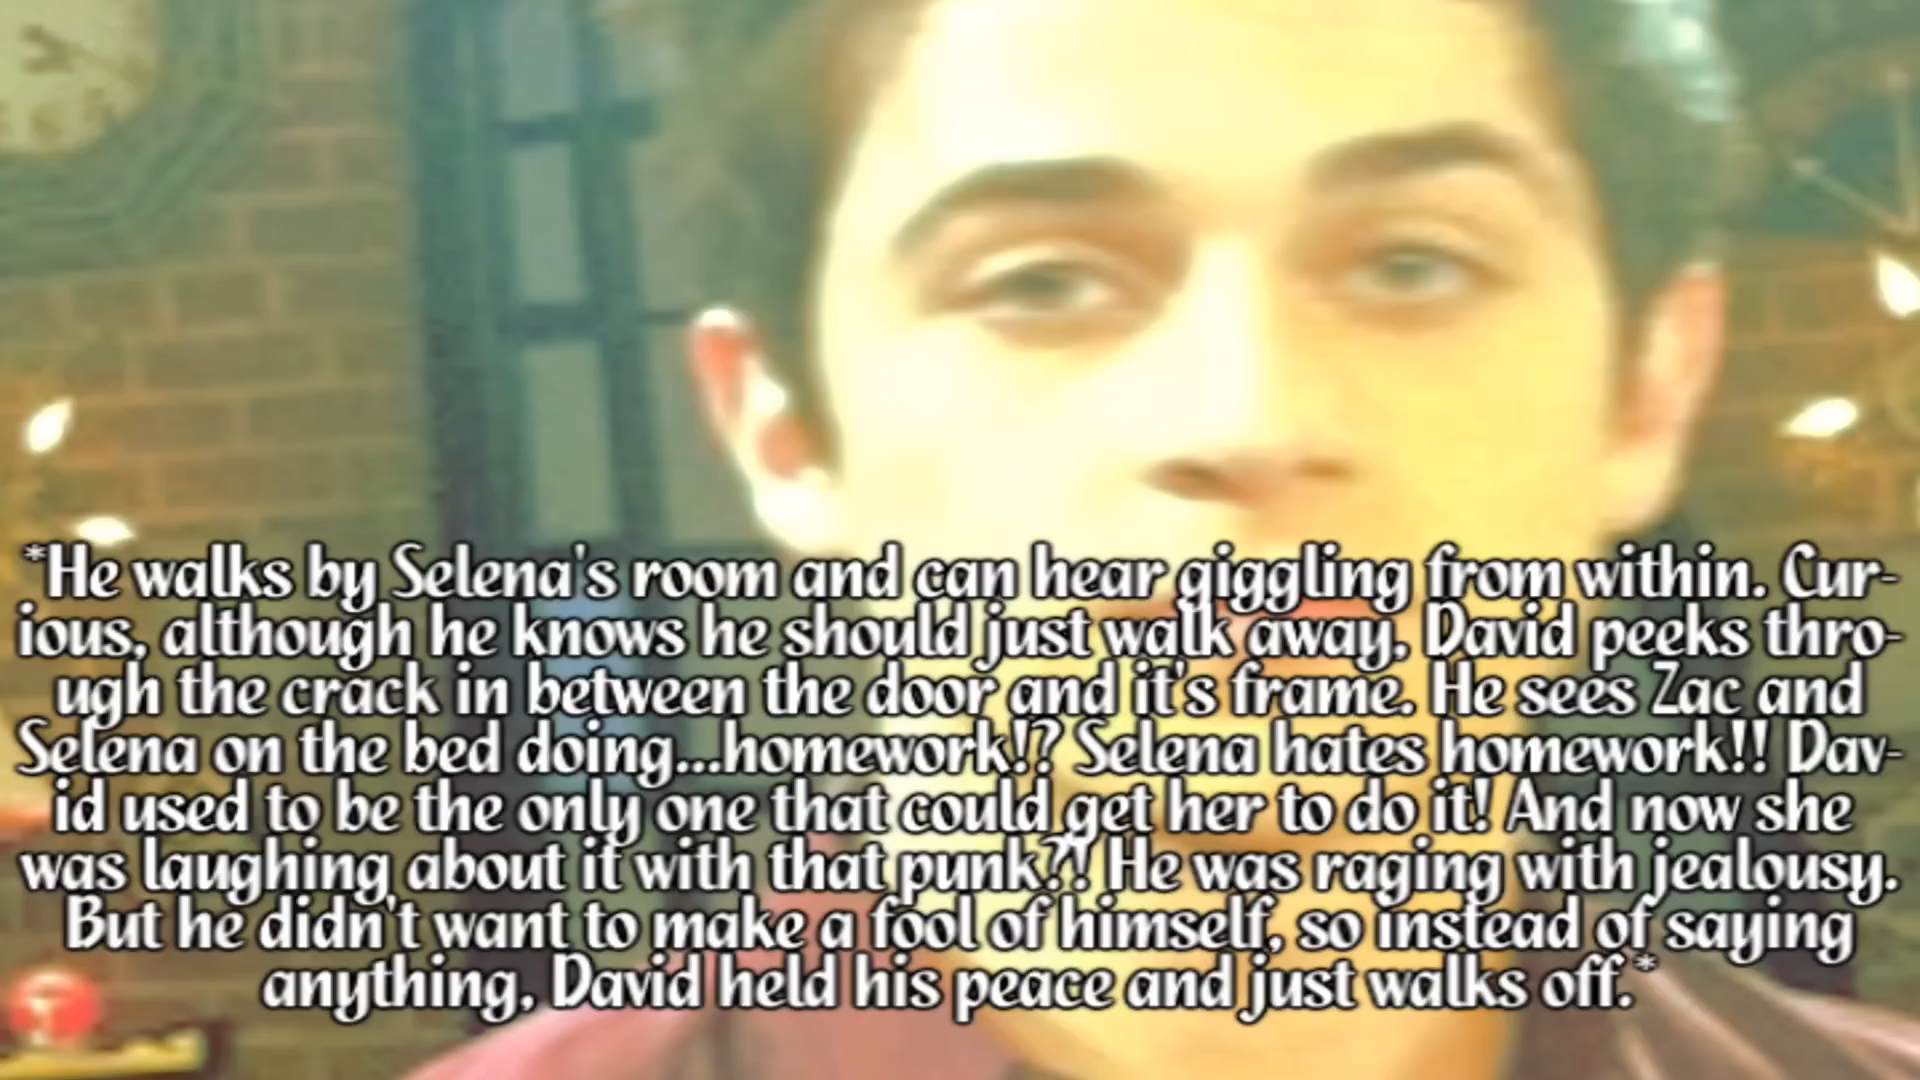 *He walks by Selena's room and can hear giggling from within. Cur-
ious, although he knows he should just walk away, David peeks thro-
ugh the crack in between the door and it's frame. He sees Zac and
Selena on the bed doing...homework!? Selena hates homework!! Dav-
id used to be the only one that could get her to do it! And now she
was laughing about it with that punk?! He was raging with jealousy.
But he didn't want to make a fool of himself, so instead of saying
anything, David held his peace and just walks off.*